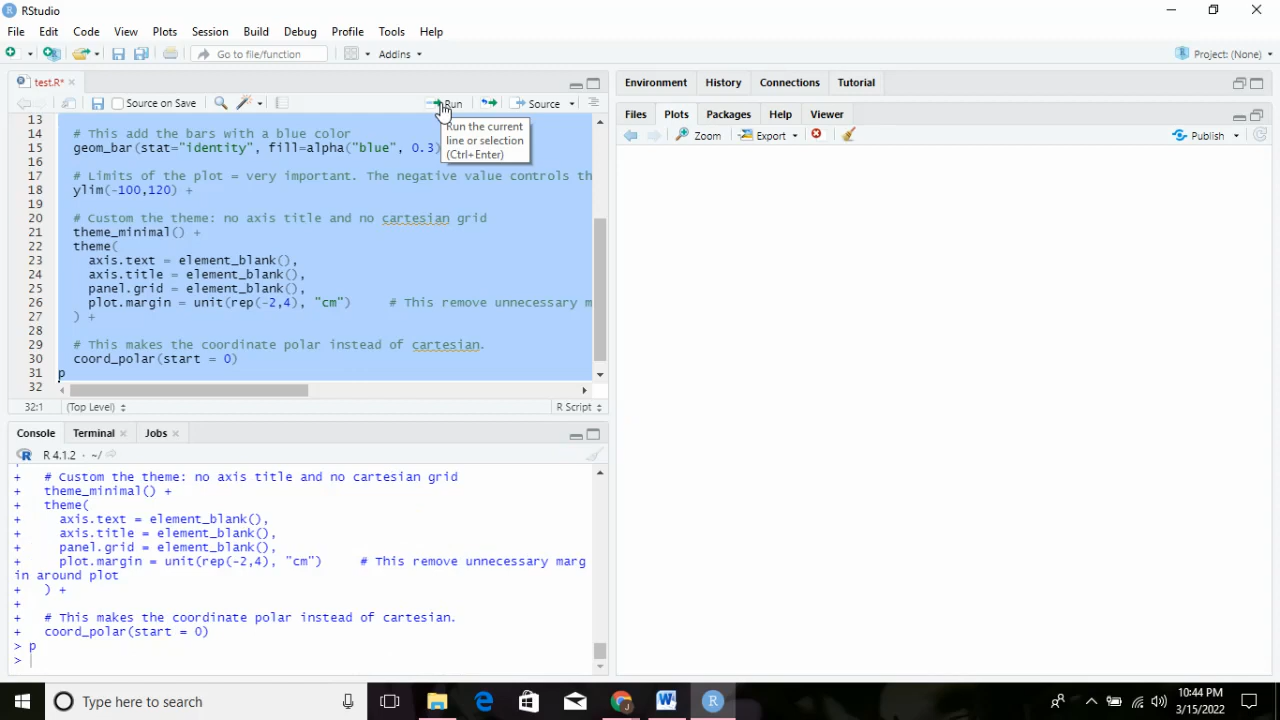 RStudio
File Edit Code View Plots Session Build Debug Profile Tools Help
Go to file/function Addins Project: (None)
test.R*
Source on Save Run Source
Run the current
line or selection
(Ctrl+Enter)
13
14 # This add the bars with a blue color
15 geom_bar(stat="identity", fill=alpha("blue", 0.3)
16
17 # Limits of the plot = very important. The negative value controls th
18 ylim(-100,120) +
19
20 # Custom the theme: no axis title and no cartesian grid
21 theme_minimal() +
22 theme(
23 axis.text = element_blank(),
24 axis.title = element_blank(),
25 panel.grid = element_blank(),
26 plot.margin = unit(rep(-2,4), "cm") # This remove unnecessary m
27 ) +
28
29 # This makes the coordinate polar instead of cartesian.
30 coord_polar(start = 0)
31 p
32
32:1 (Top Level) R Script
Console Terminal Jobs
R 4.1.2 · ~/
+ # Custom the theme: no axis title and no cartesian grid
+ theme_minimal() +
+ theme(
+ axis.text = element_blank(),
+ axis.title = element_blank(),
+ panel.grid = element_blank(),
+ plot.margin = unit(rep(-2,4), "cm") # This remove unnecessary marg
in around plot
+ ) +
+
+ # This makes the coordinate polar instead of cartesian.
+ coord_polar(start = 0)
> p
>
Environment History Connections Tutorial
Files Plots Packages Help Viewer
Zoom Export Publish
Type here to search
10:44 PM
3/15/2022